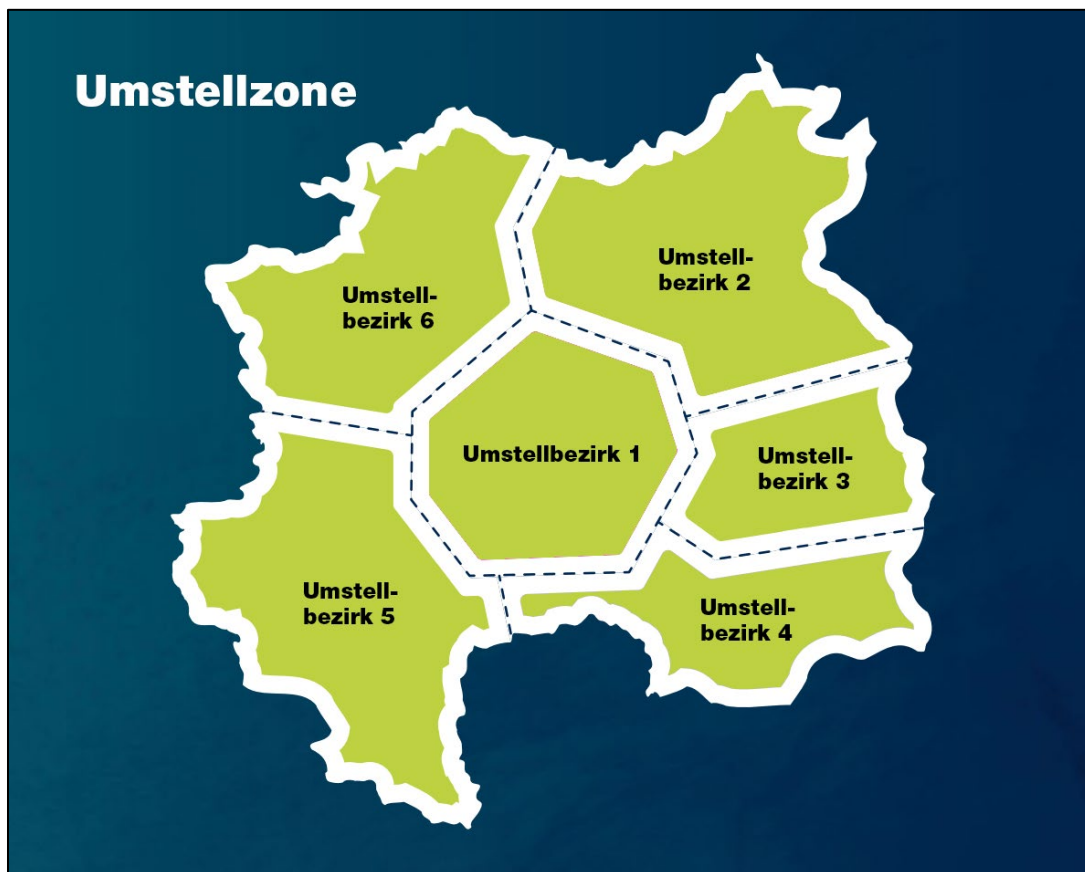 Umstellzone
Umstell-
bezirk 2
Umstell-
bezirk 6
Umstellbezirk 1
Umstell-
bezirk 3
Umstell-
bezirk 5
Umstell-
bezirk 4